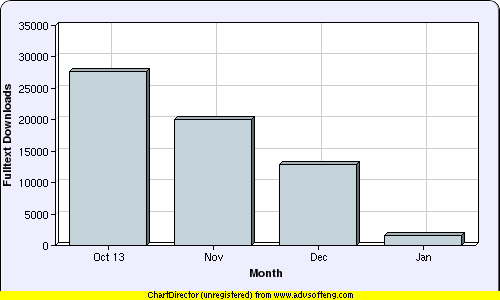 35000
30000
25000
20000
15000
10000
5000
0
Fulltext Downloads
Oct 13 Nov Dec Jan
Month
ChartDirector (unregistered) from www.advsofteng.com